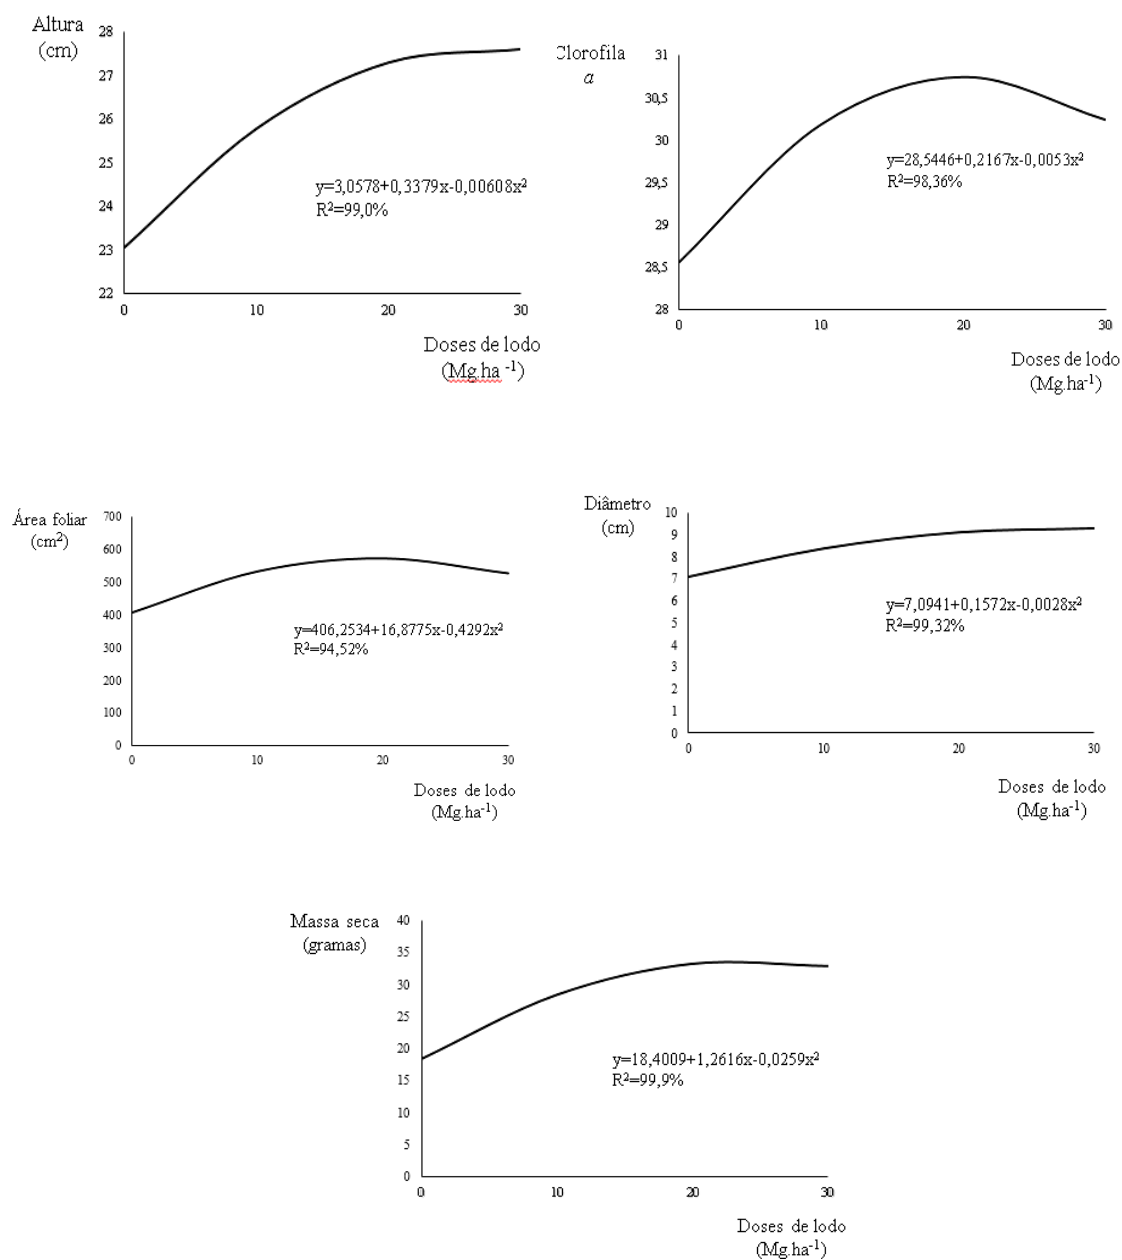 Altura
(cm)
28
27
26
25
24
23
22
0
10
20
30
y=3,0578+0,3379x-0,00608x²
R²=99,0%
Doses de lodo
(Mg.ha ⁻¹)
Clorofila
a
31
30,5
30
29,5
29
28,5
28
0
10
20
30
y=28,5446+0,2167x-0,0053x²
R²=98,36%
Doses de lodo
(Mg.ha⁻¹)
Área foliar
(cm²)
700
600
500
400
300
200
100
0
0
10
20
30
y=406,2534+16,8775x-0,4292x²
R²=94,52%
Doses de lodo
(Mg.ha⁻¹)
Diâmetro
(cm)
10
9
8
7
6
5
4
3
2
1
0
0
10
20
30
y=7,0941+0,1572x-0,0028x²
R²=99,32%
Doses de lodo
(Mg.ha⁻¹)
Massa seca
(gramas)
40
35
30
25
20
15
10
5
0
0
10
20
30
y=18,4009+1,2616x-0,0259x²
R²=99,9%
Doses de lodo
(Mg.ha⁻¹)